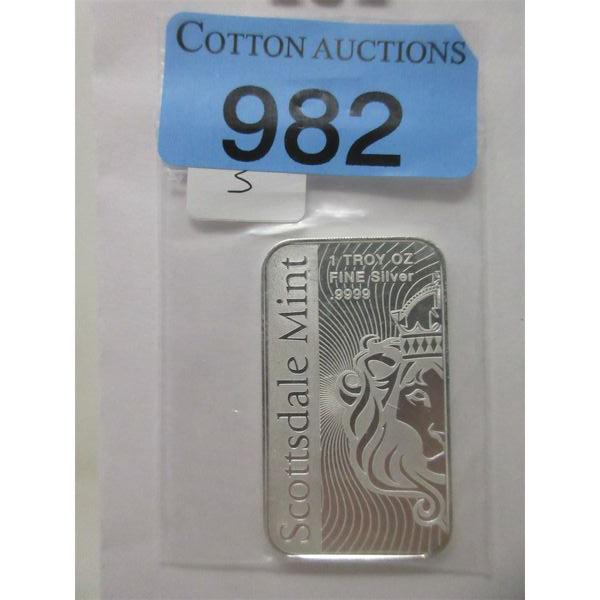 COTTON AUCTIONS
982
Scottsdale Mint
1 TROY OZ
FINE Silver
.9999